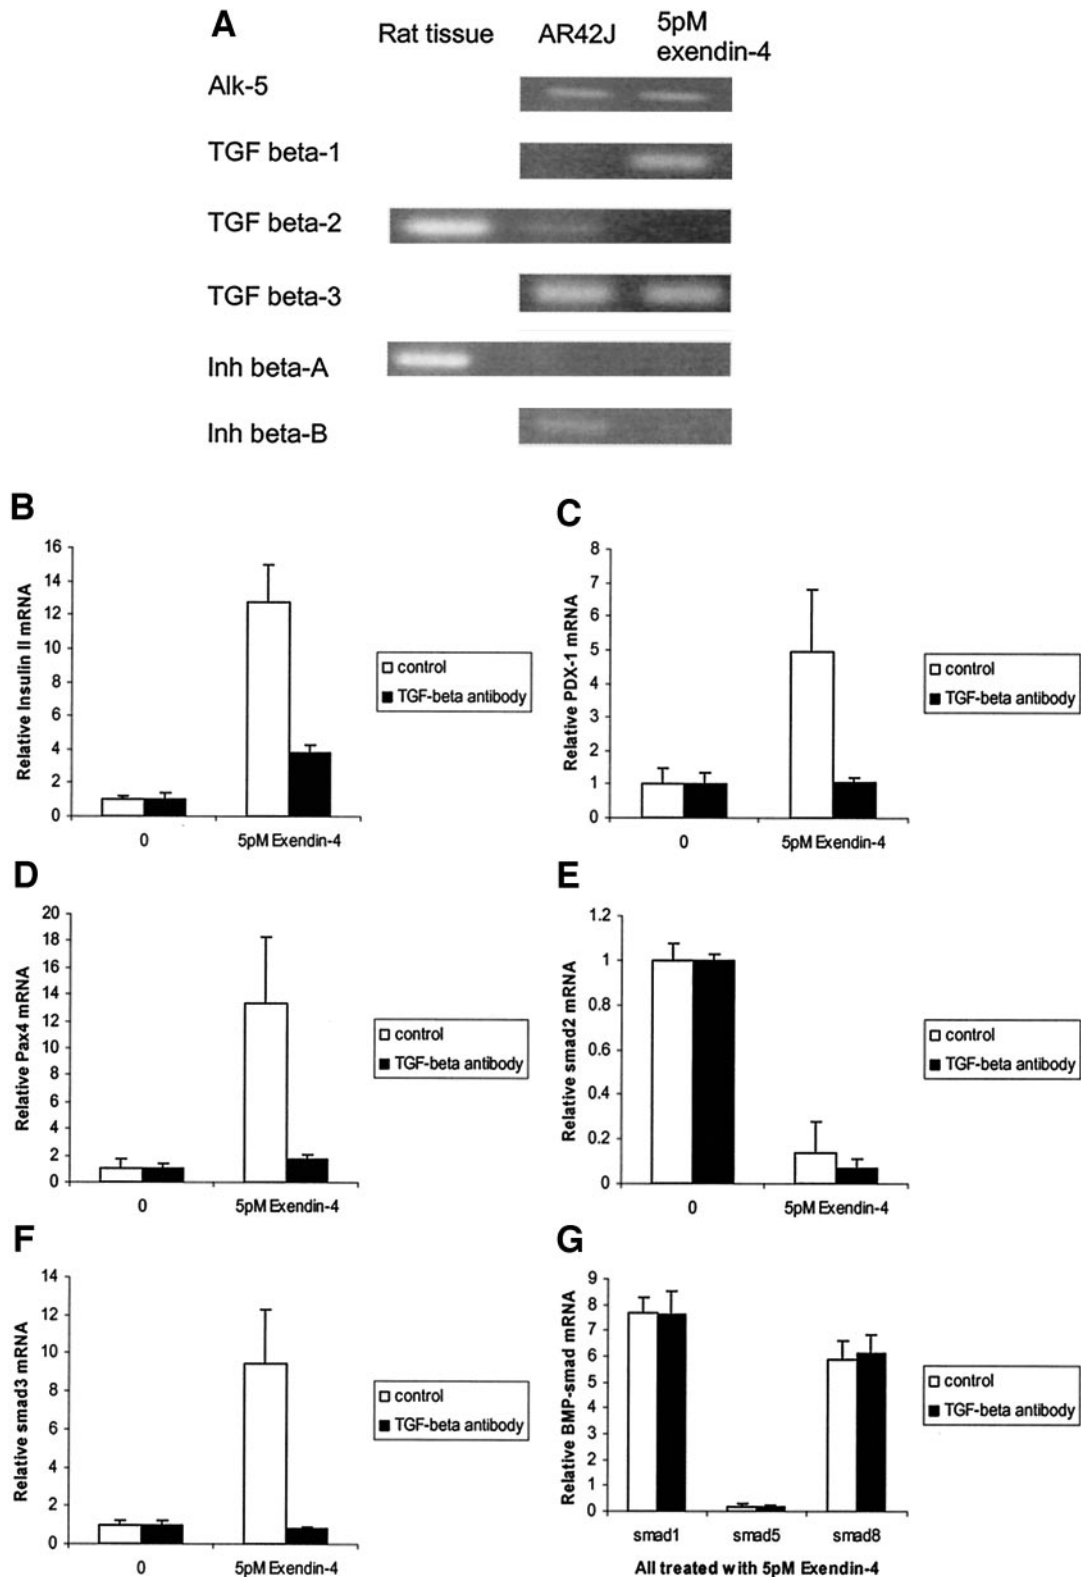 A
Rat tissue
AR42J
5pM
exendin-4
Alk-5
TGF beta-1
TGF beta-2
TGF beta-3
Inh beta-A
Inh beta-B
B
Relative Insulin II mRNA
16
14
12
10
8
6
4
2
0
0
5pM Exendin-4
control
TGF-beta antibody
C
Relative PDX-1 mRNA
8
7
6
5
4
3
2
1
0
0
5pM Exendin-4
control
TGF-beta antibody
D
Relative Pax4 mRNA
20
18
16
14
12
10
8
6
4
2
0
0
5pM Exendin-4
control
TGF-beta antibody
E
Relative smad2 mRNA
1.2
1
0.8
0.6
0.4
0.2
0
0
5pM Exendin-4
control
TGF-beta antibody
F
Relative smad3 mRNA
14
12
10
8
6
4
2
0
0
5pM Exendin-4
control
TGF-beta antibody
G
Relative BMP-smad mRNA
9
8
7
6
5
4
3
2
1
0
smad1
smad5
smad8
All treated with 5pM Exendin-4
control
TGF-beta antibody